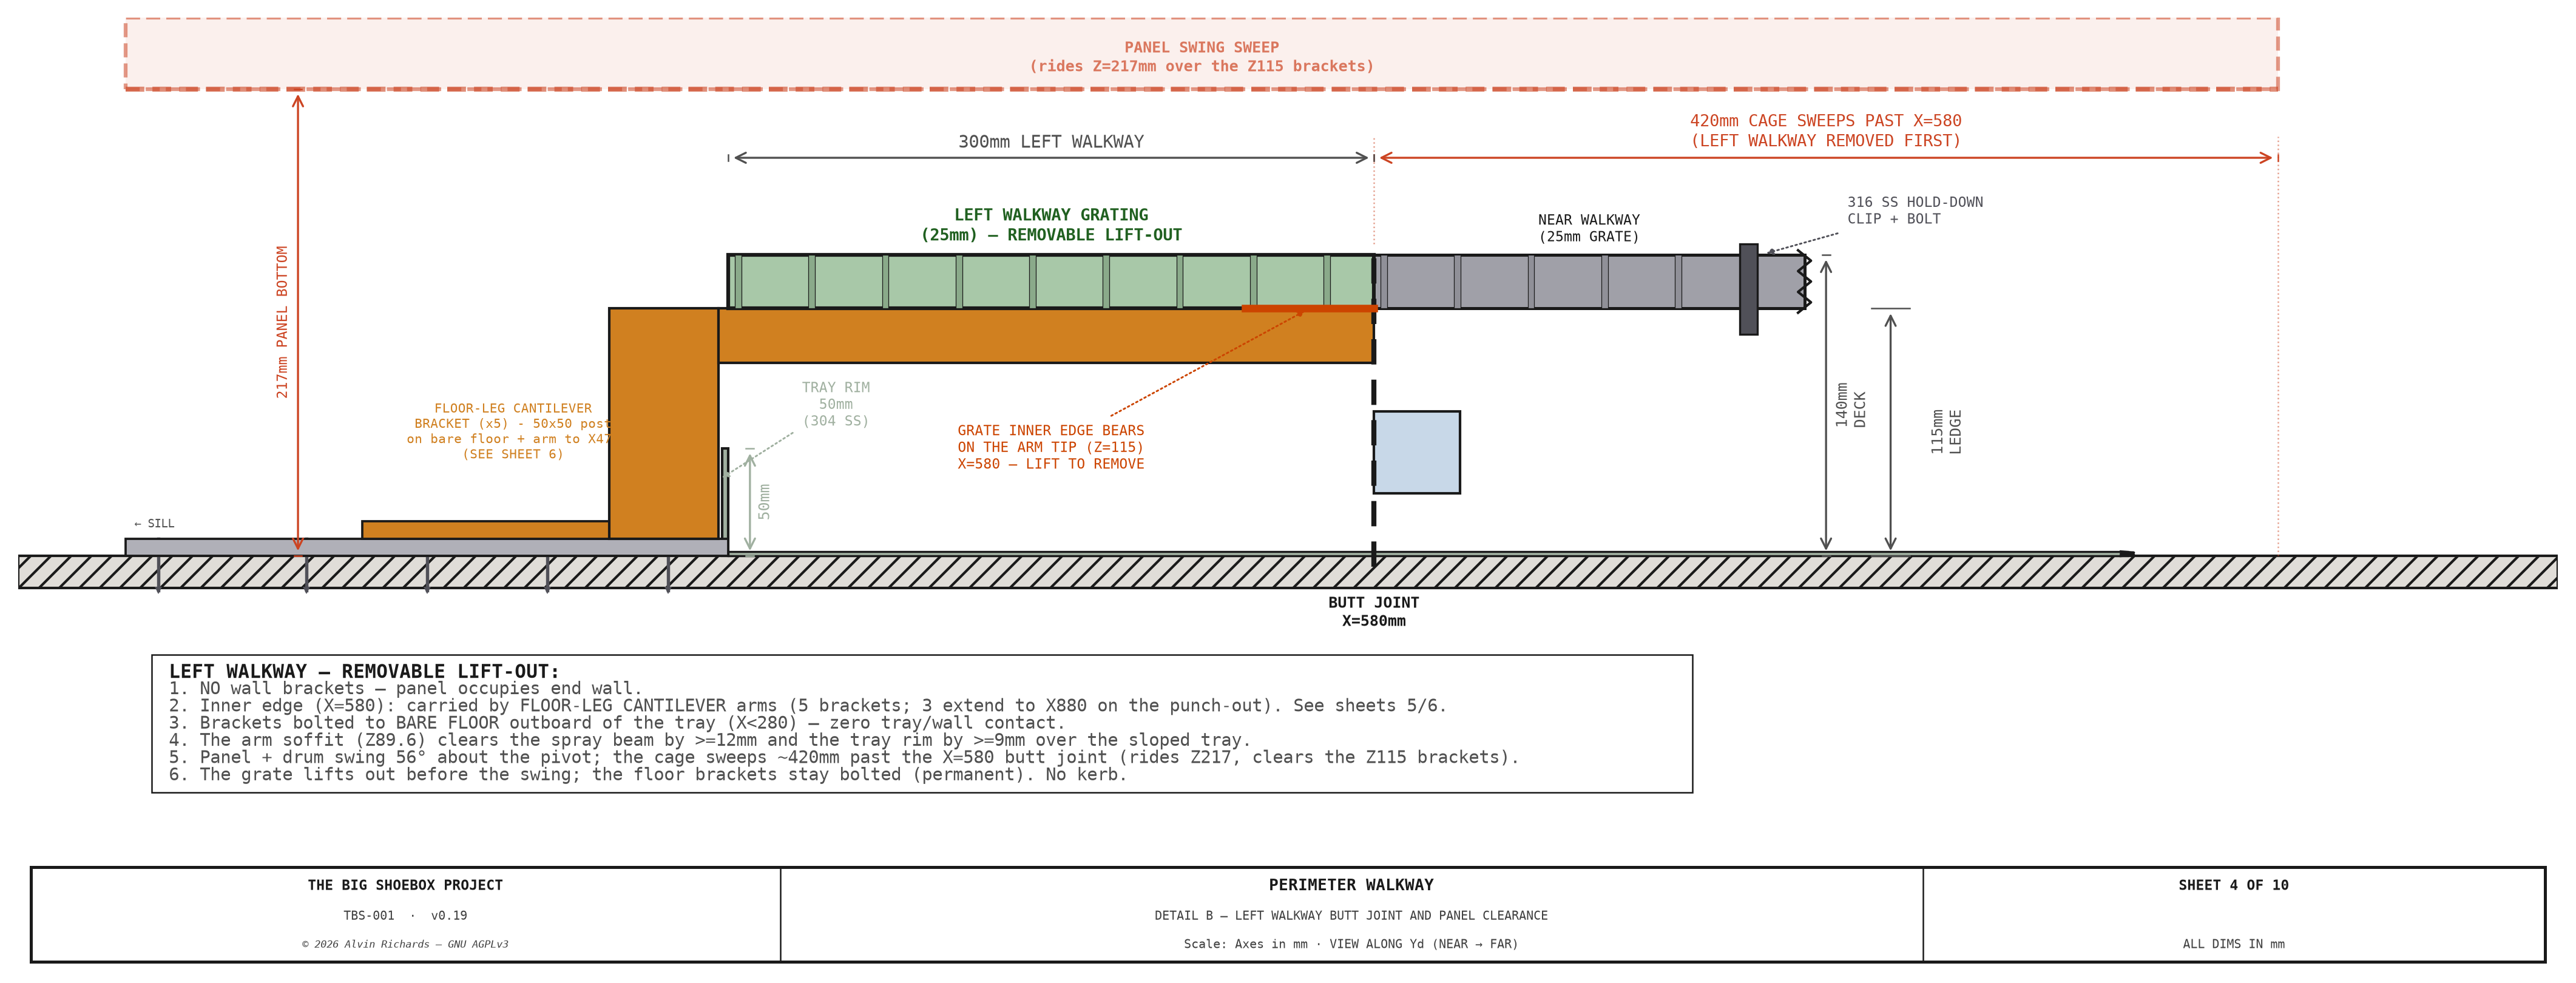 PANEL SWING SWEEP
(rides Z=217mm over the Z115 brackets)
420mm CAGE SWEEPS PAST X=580
(LEFT WALKWAY REMOVED FIRST)
300mm LEFT WALKWAY
316 SS HOLD-DOWN
CLIP + BOLT
LEFT WALKWAY GRATING
(25mm) — REMOVABLE LIFT-OUT
NEAR WALKWAY
(25mm GRATE)
217mm PANEL BOTTOM
TRAY RIM
50mm
(304 SS)
FLOOR-LEG CANTILEVER
BRACKET (x5) - 50x50 post
on bare floor + arm to X47
(SEE SHEET 6)
GRATE INNER EDGE BEARS
ON THE ARM TIP (Z=115)
X=580 — LIFT TO REMOVE
140mm
DECK
115mm
LEDGE
50mm
← SILL
BUTT JOINT
X=580mm
LEFT WALKWAY — REMOVABLE LIFT-OUT:
1. NO wall brackets — panel occupies end wall.
2. Inner edge (X=580): carried by FLOOR-LEG CANTILEVER arms (5 brackets; 3 extend to X880 on the punch-out). See sheets 5/6.
3. Brackets bolted to BARE FLOOR outboard of the tray (X<280) — zero tray/wall contact.
4. The arm soffit (Z89.6) clears the spray beam by >=12mm and the tray rim by >=9mm over the sloped tray.
5. Panel + drum swing 56° about the pivot; the cage sweeps ~420mm past the X=580 butt joint (rides Z217, clears the Z115 brackets).
6. The grate lifts out before the swing; the floor brackets stay bolted (permanent). No kerb.
THE BIG SHOEBOX PROJECT
TBS-001 · v0.19
© 2026 Alvin Richards — GNU AGPLv3
PERIMETER WALKWAY
DETAIL B — LEFT WALKWAY BUTT JOINT AND PANEL CLEARANCE
Scale: Axes in mm · VIEW ALONG Yd (NEAR → FAR)
SHEET 4 OF 10
ALL DIMS IN mm